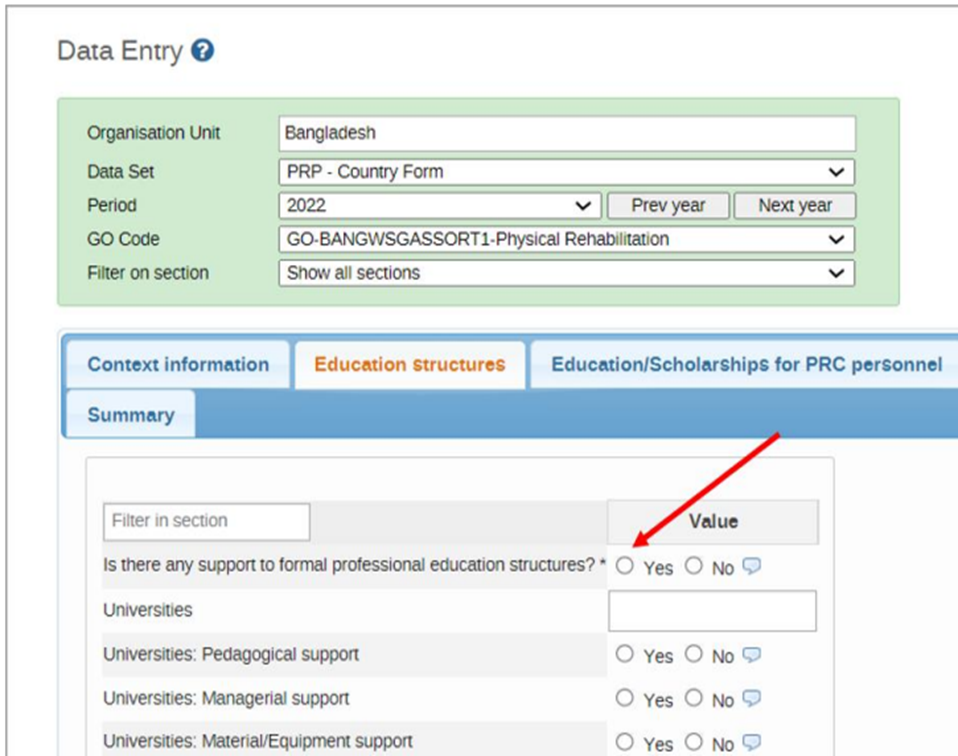 Data Entry ?
Organisation Unit Bangladesh
Data Set PRP - Country Form
Period 2022 Prev year Next year
GO Code GO-BANGWSGASSORT1-Physical Rehabilitation
Filter on section Show all sections
Context information Education structures Education/Scholarships for PRC personnel
Summary
Filter in section Value
Is there any support to formal professional education structures? * Yes No
Universities
Universities: Pedagogical support Yes No
Universities: Managerial support Yes No
Universities: Material/Equipment support Yes No